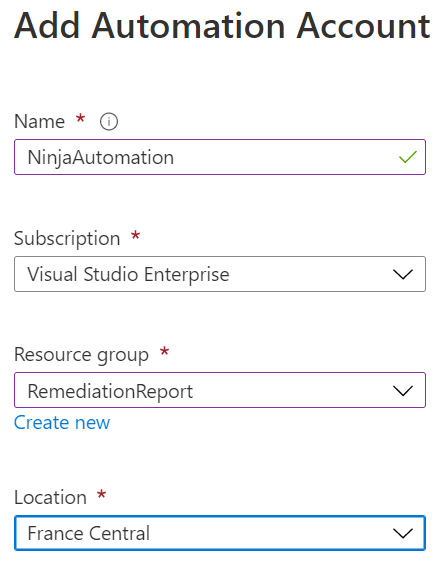 Add Automation Account
Name *
NinjaAutomation
Subscription *
Visual Studio Enterprise
Resource group *
RemediationReport
Create new
Location *
France Central